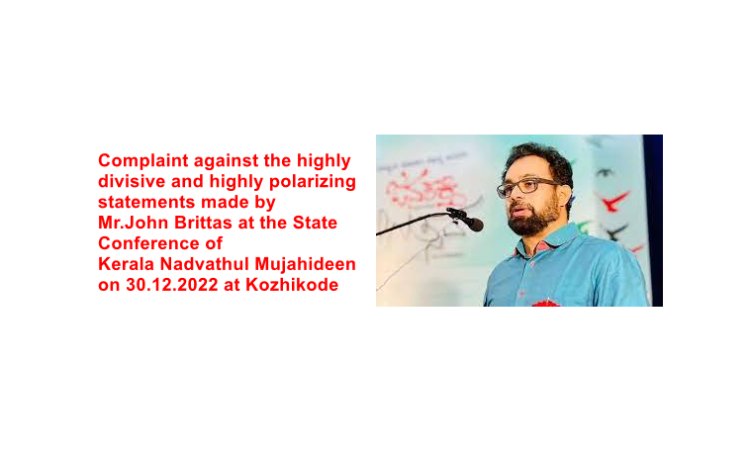 Complaint against the highly
divisive and highly polarizing
statements made by
Mr.John Brittas at the State
Conference of
Kerala Nadvathul Mujahideen
on 30.12.2022 at Kozhikode